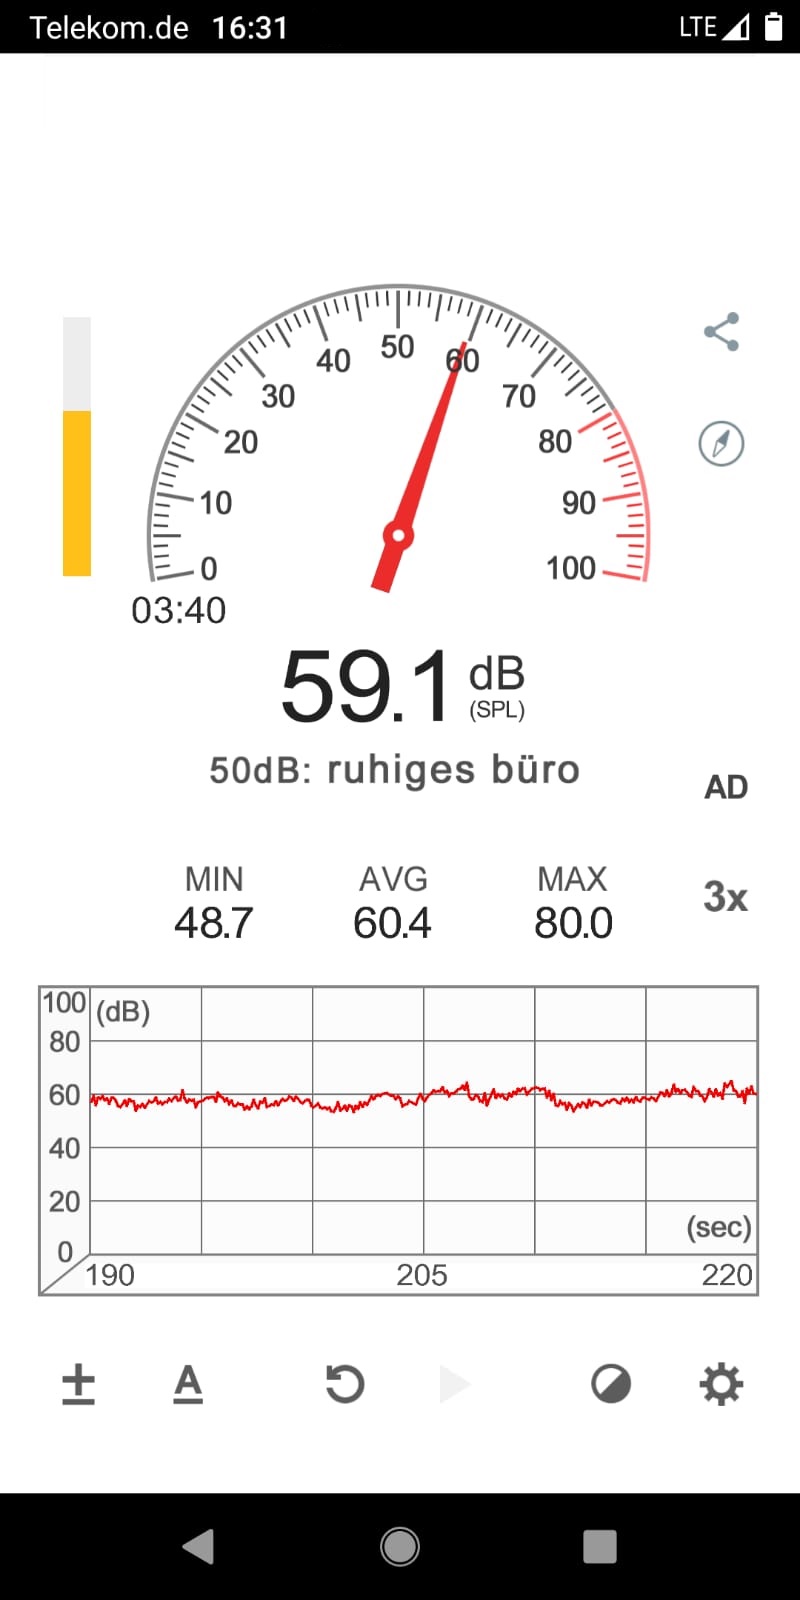 Telekom.de 16:31 LTE
50
40 60
30 70
20 80
10 90
0 100
03:40
59.1 dB
(SPL)
50dB: ruhiges büro
AD
MIN AVG MAX
48.7 60.4 80.0
3x
100 (dB)
80
60
40
20
(sec)
0
190 205 220
A